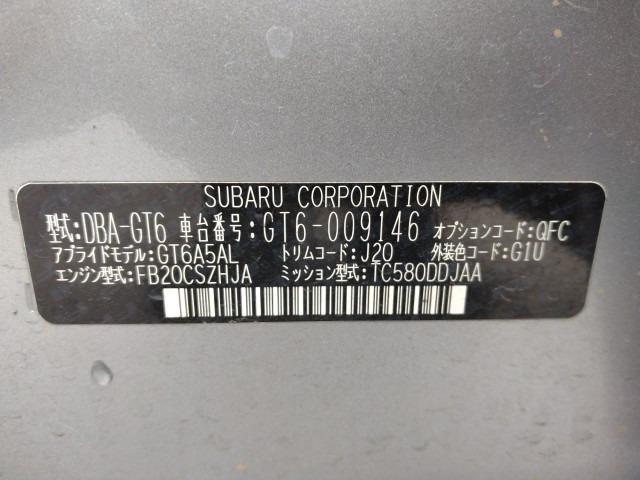 SUBARU CORPORATION
型式:DBA-GT6 車台番号:GT6-009146 オプションコード:QFC
アプライドモデル:GT6A5AL トリムコード:J20 外装色コード:G1U
エンジン型式:FB20CSZHJA ミッション型式:TC580DDJAA